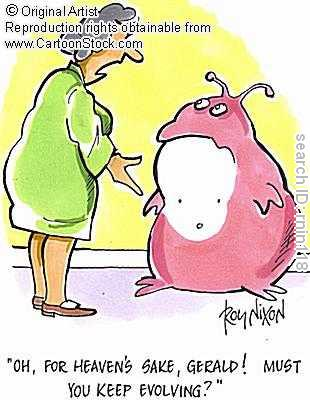 © Original Artist
Reproduction rights obtainable from
www.CartoonStock.com
search ID: rnin418
ROY NIXON
"OH, FOR HEAVEN'S SAKE, GERALD! MUST
YOU KEEP EVOLVING?"